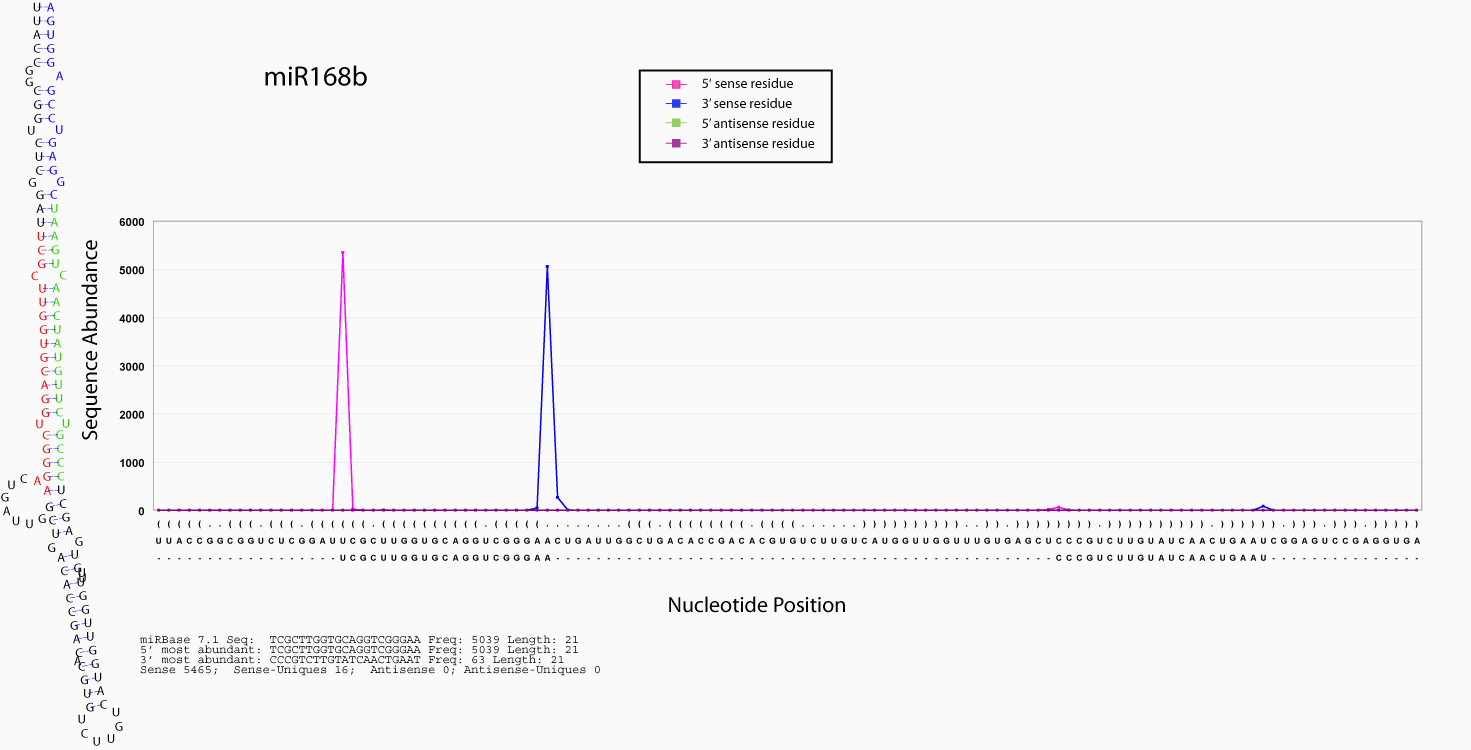 miR168b
5’ sense residue
3’ sense residue
5’ antisense residue
3’ antisense residue
Sequence Abundance
6000
5000
4000
3000
2000
1000
0
UUACCGGCGGUCUCGGAUUCGCUUGGUGCAGGUCGGGAACUGAUUGGCUGACACCGACACGUGUCUUGUCAUGGUUGGUUUGUGAGCUCCCGUCUUGUAUCAACUGAAUCGGAGUCCGAGGUGA
------------------UCGCUUGGUGCAGGUCGGGAA-------------------------------------------------CCCGUCUUGUAUCAACUGAAU---------------
Nucleotide Position
miRBase 7.1 Seq: TCGCTTGGTGCAGGTCGGGAA Freq: 5039 Length: 21
5’ most abundant: TCGCTTGGTGCAGGTCGGGAA Freq: 5039 Length: 21
3’ most abundant: CCCGTCTTGTATCAACTGAAT Freq: 63 Length: 21
Sense 5465; Sense-Uniques 16; Antisense 0; Antisense-Uniques 0